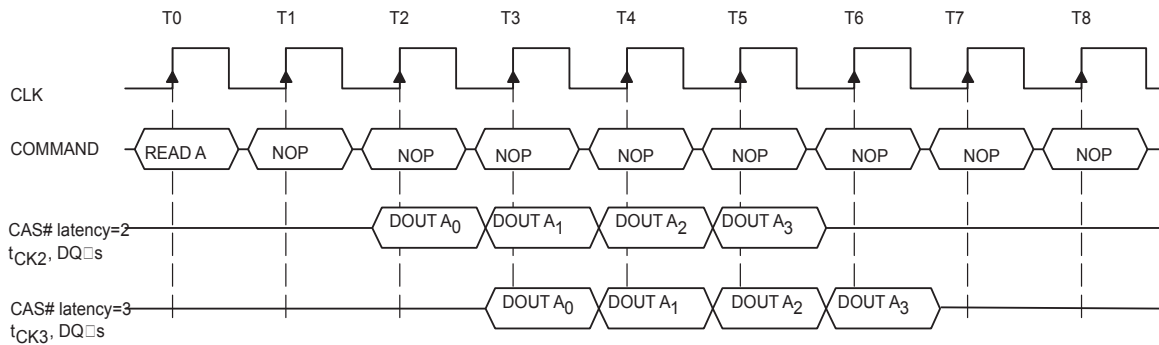 T0 T1 T2 T3 T4 T5 T6 T7 T8
CLK
COMMAND READ A NOP NOP NOP NOP NOP NOP NOP NOP
CAS# latency=2 DOUT A0 DOUT A1 DOUT A2 DOUT A3
tCK2, DQ□s
CAS# latency=3 DOUT A0 DOUT A1 DOUT A2 DOUT A3
tCK3, DQ□s